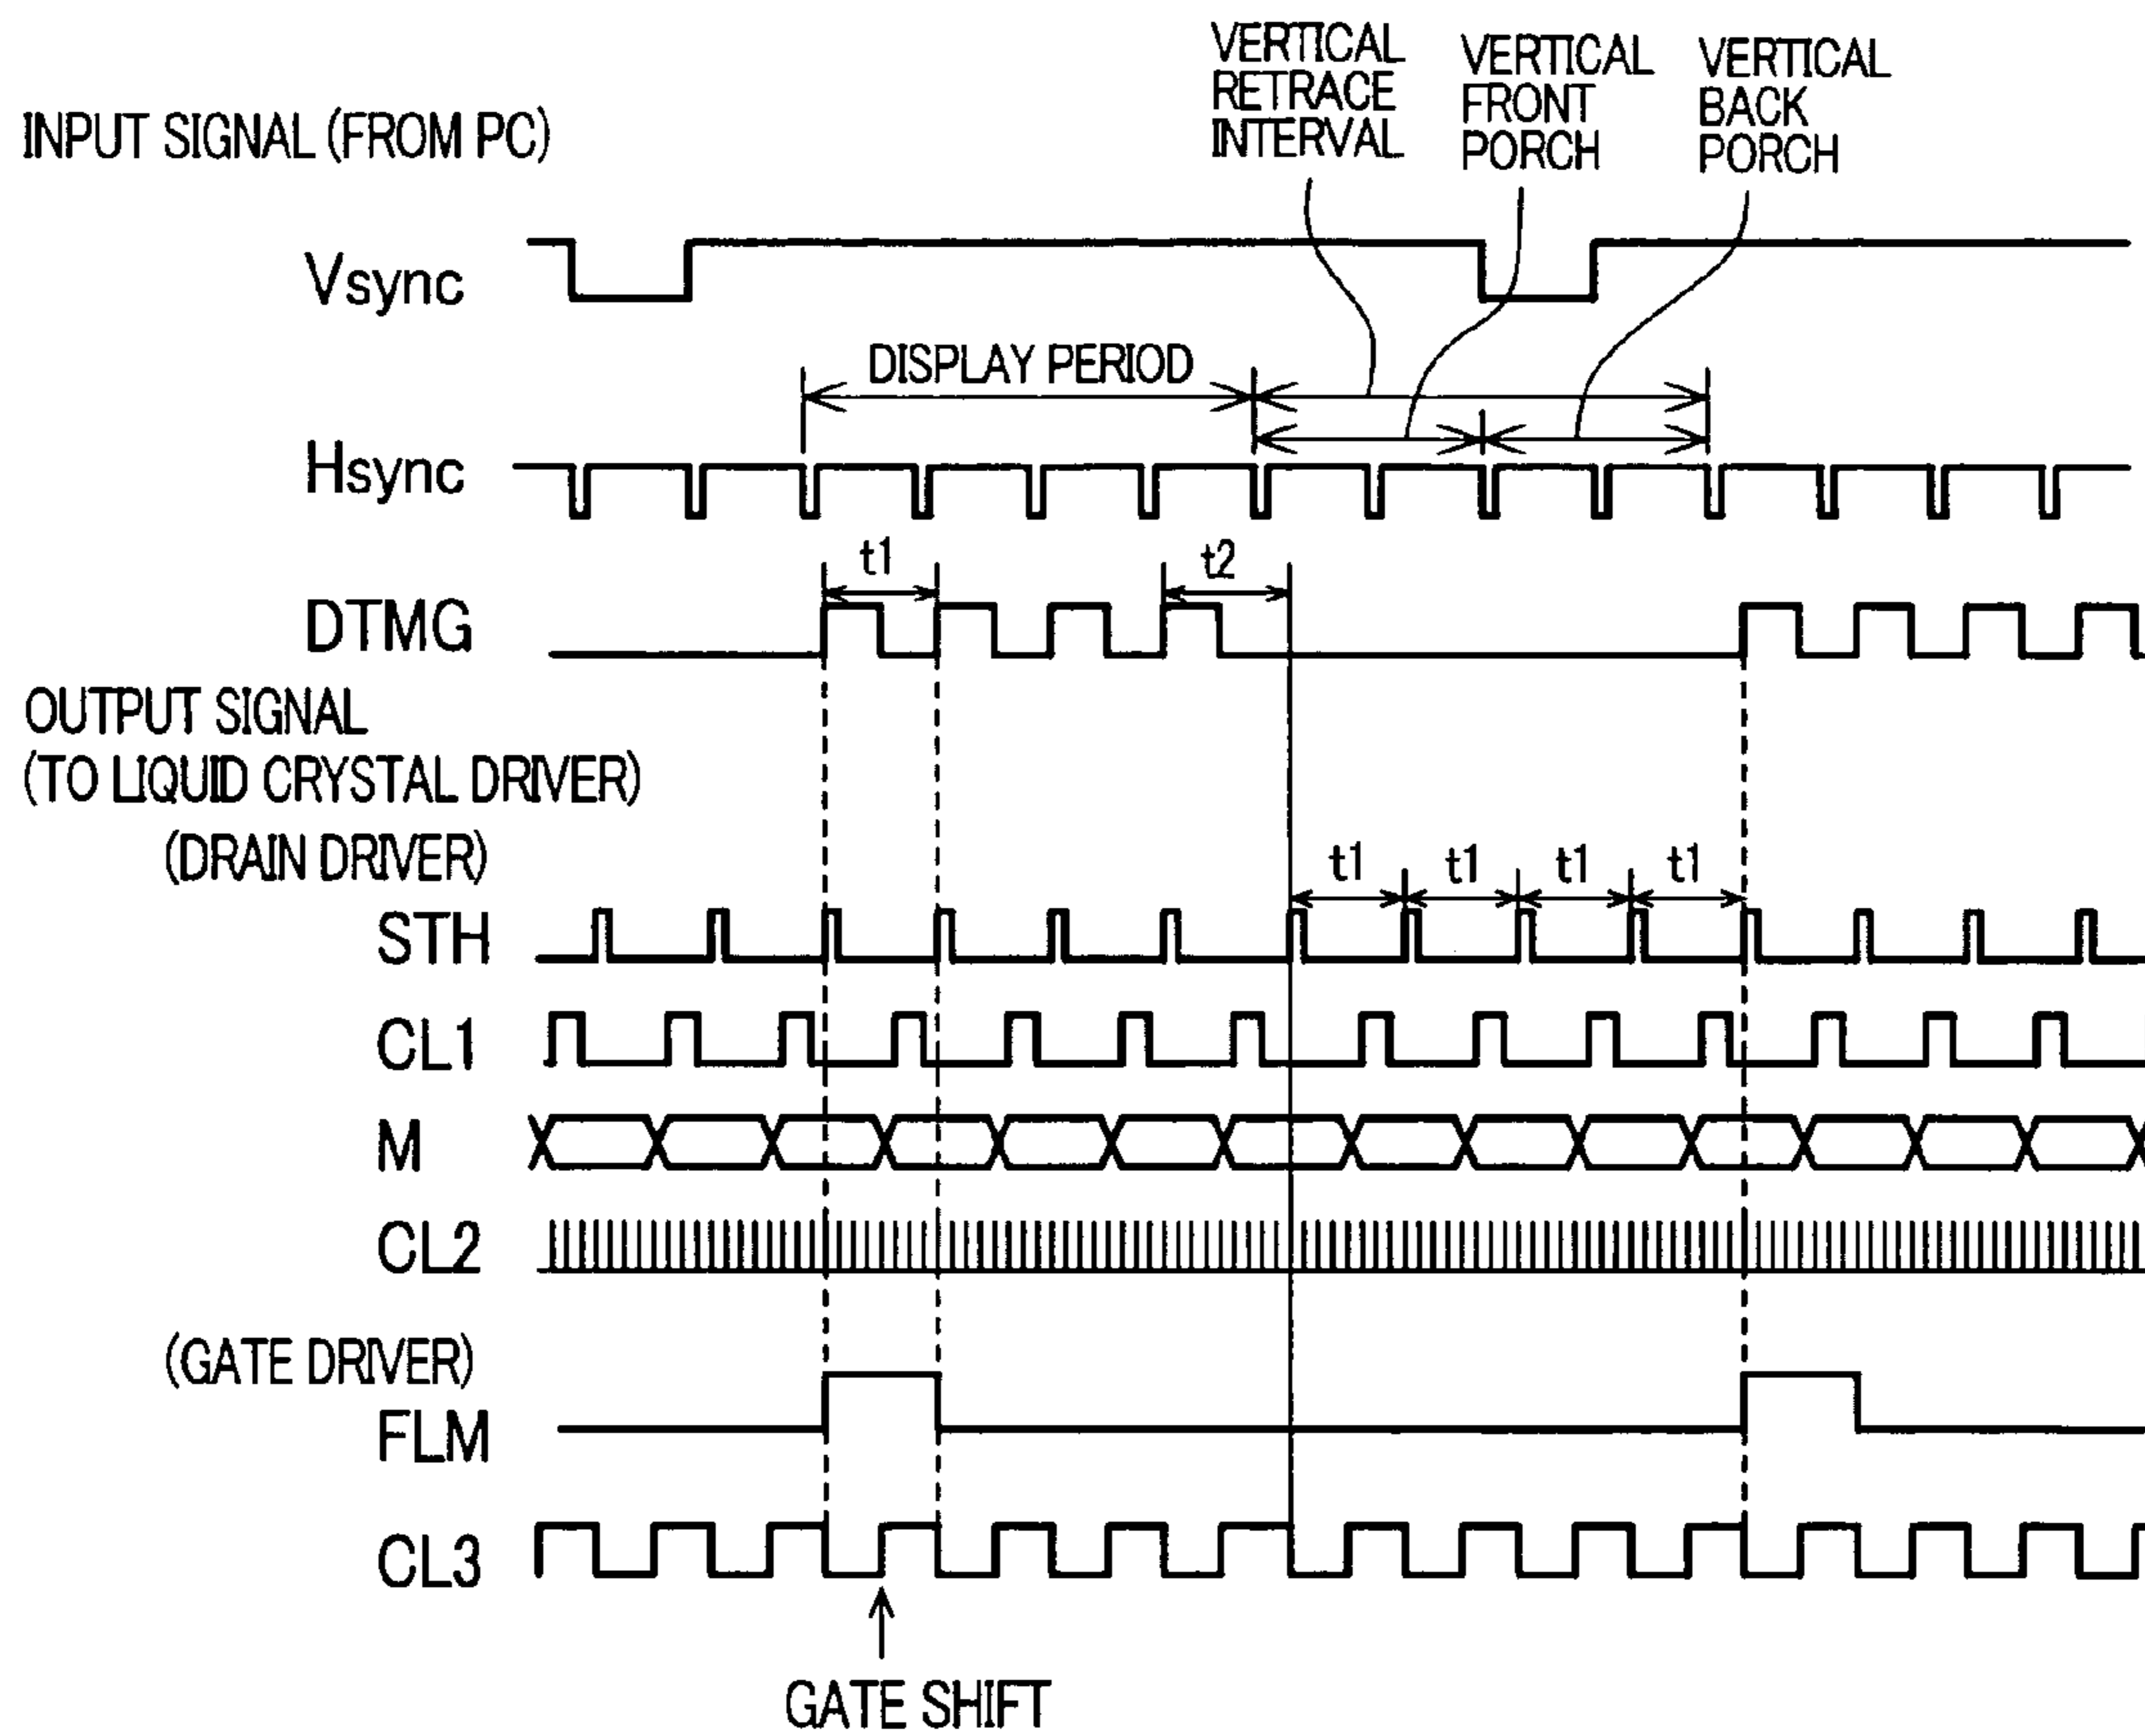 VERTICAL
RETRACE
INTERVAL
VERTICAL
FRONT
PORCH
VERTICAL
BACK
PORCH
INPUT SIGNAL (FROM PC)
Vsync
DISPLAY PERIOD
Hsync
t1
t2
DTMG
OUTPUT SIGNAL
(TO LIQUID CRYSTAL DRIVER)
(DRAIN DRIVER)
t1 t1 t1 t1
STH
CL1
M
CL2
(GATE DRIVER)
FLM
CL3
GATE SHIFT